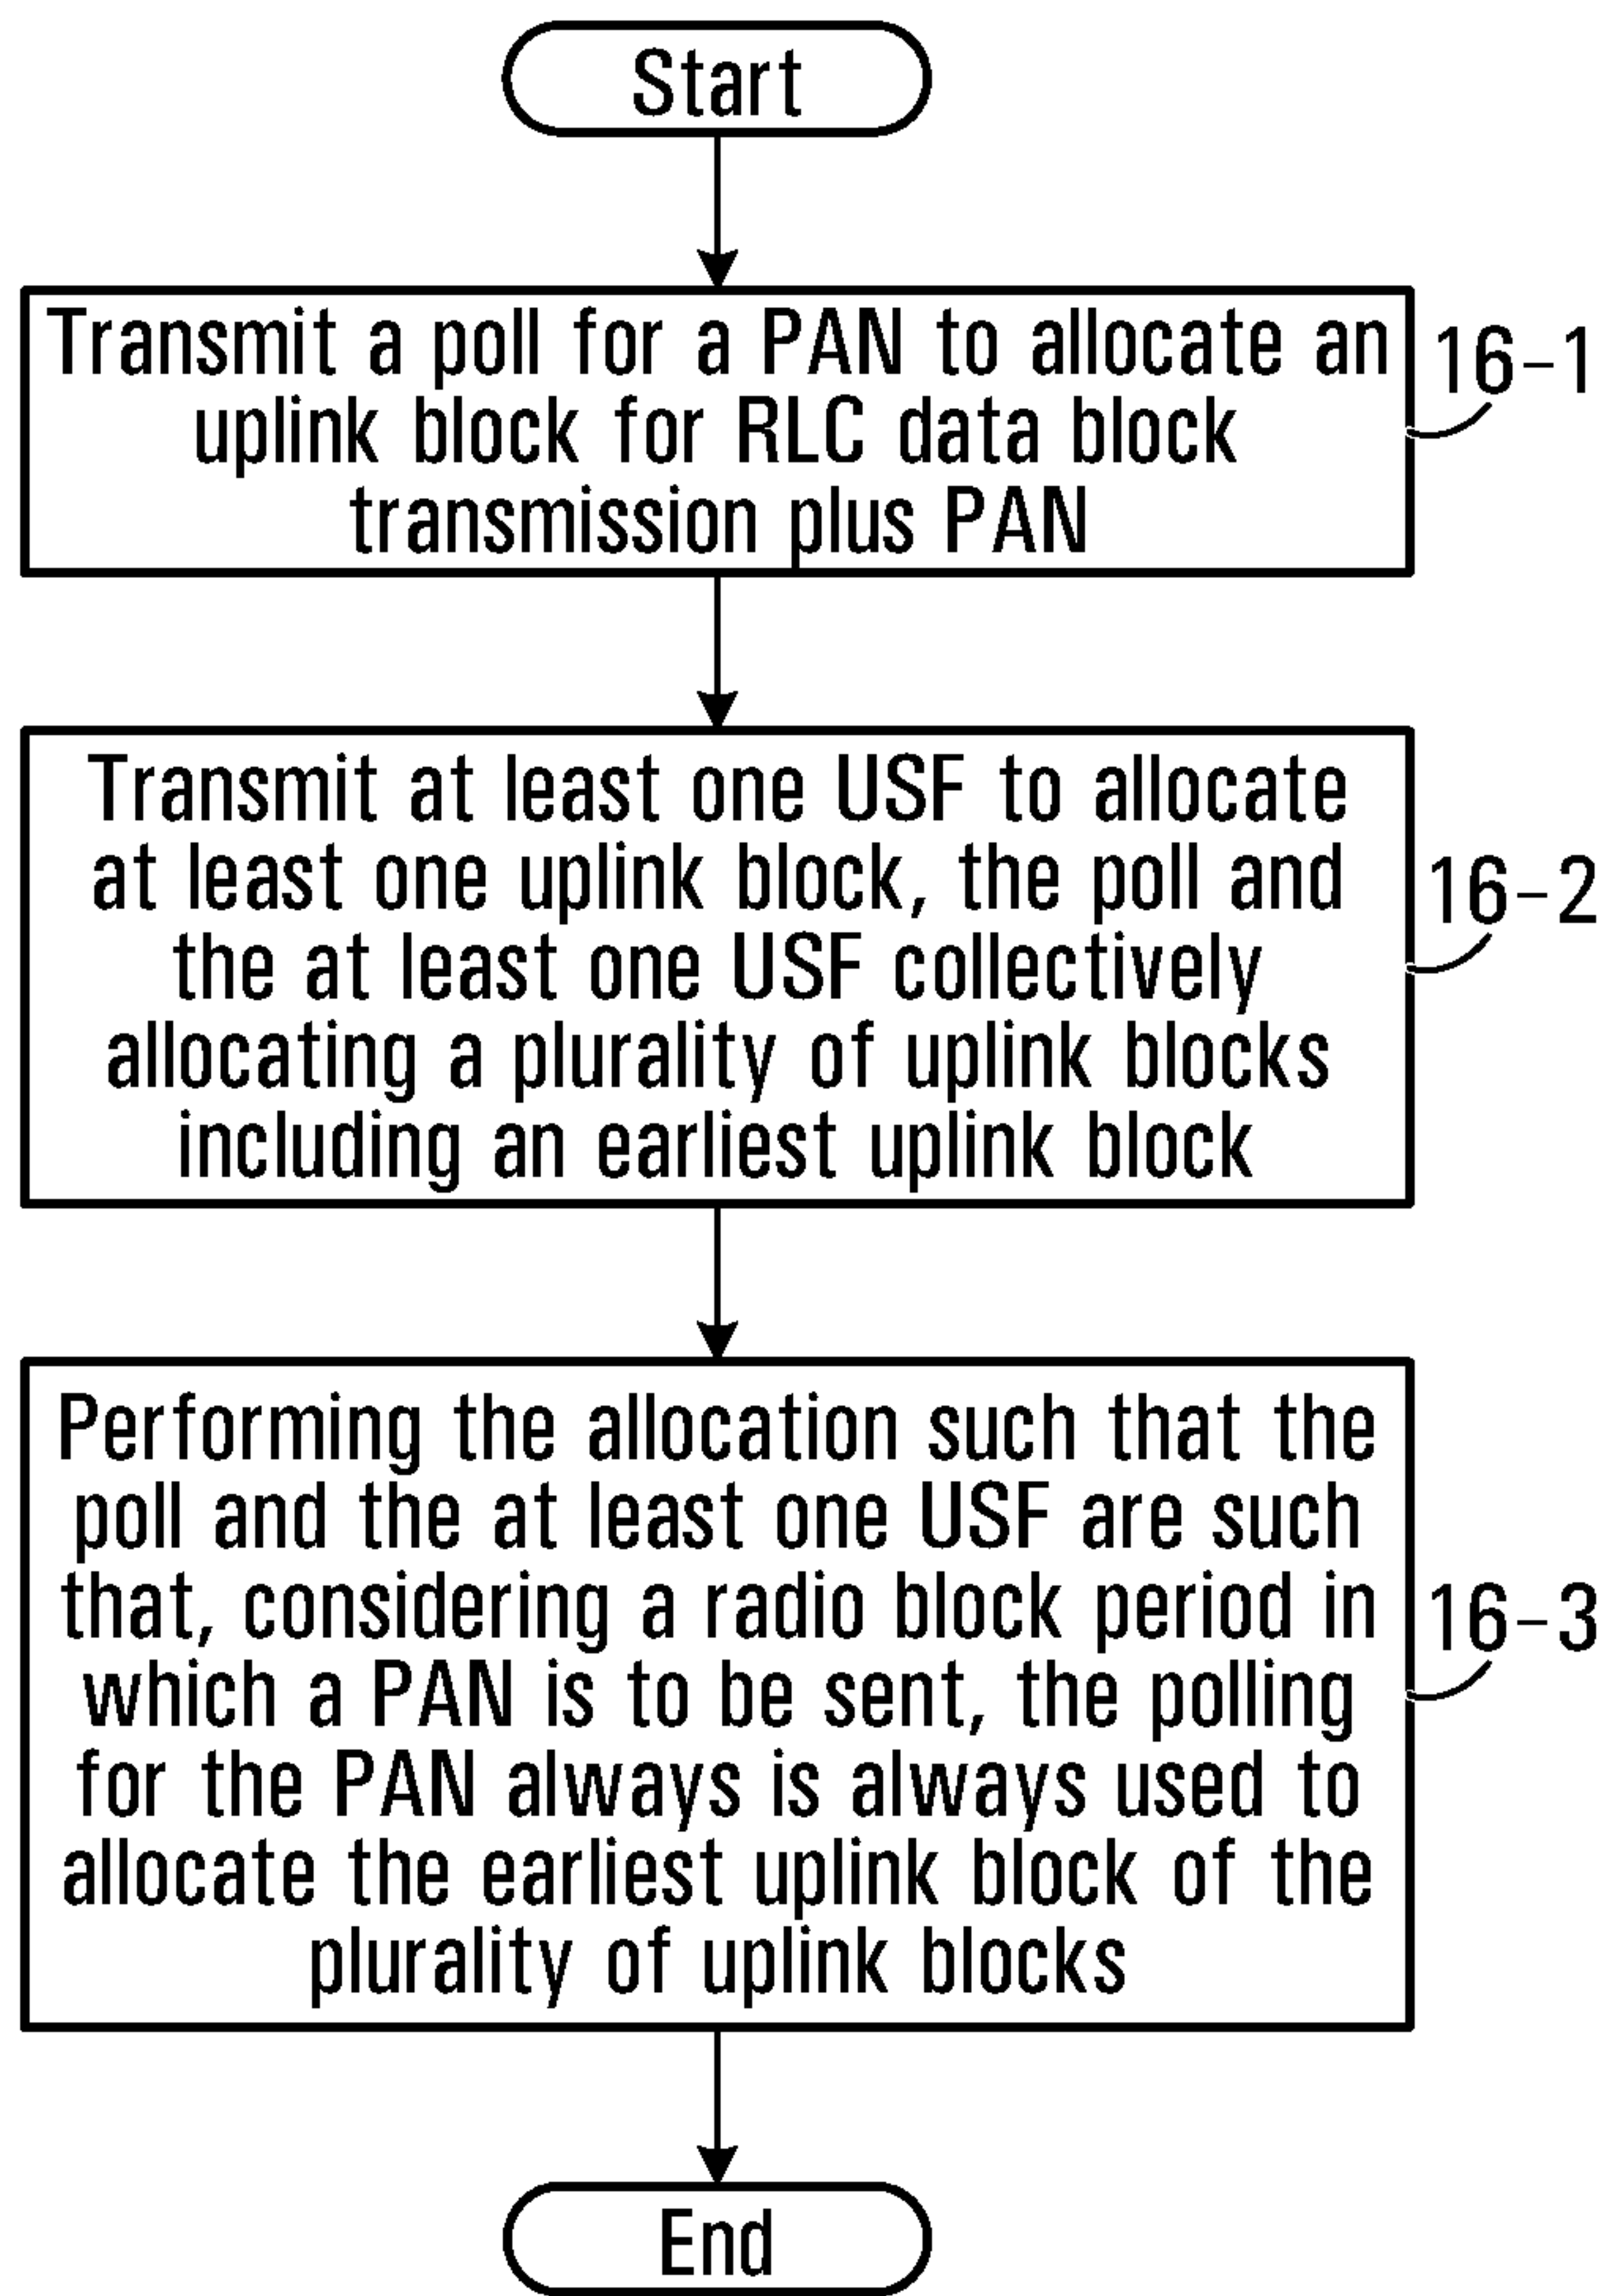 Start
Transmit a poll for a PAN to allocate an
uplink block for RLC data block
transmission plus PAN
16-1
Transmit at least one USF to allocate
at least one uplink block, the poll and
the at least one USF collectively
allocating a plurality of uplink blocks
including an earliest uplink block
16-2
Performing the allocation such that the
poll and the at least one USF are such
that, considering a radio block period in
which a PAN is to be sent, the polling
for the PAN always is always used to
allocate the earliest uplink block of the
plurality of uplink blocks
16-3
End